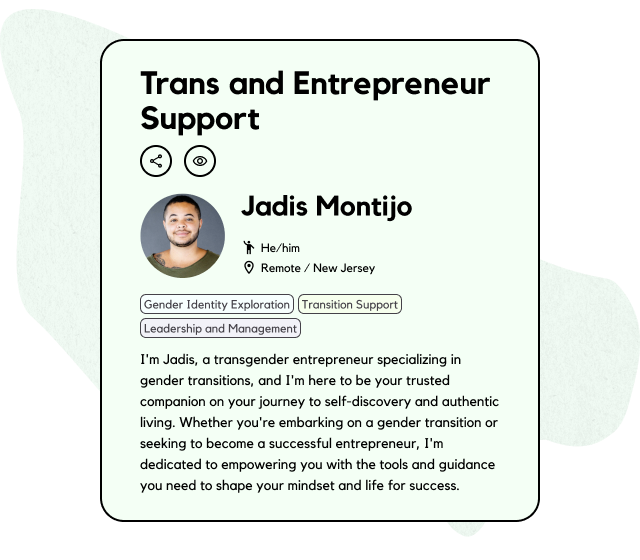 Trans and Entrepreneur
Support
Jadis Montijo
He/him
Remote / New Jersey
Gender Identity Exploration Transition Support
Leadership and Management
I'm Jadis, a transgender entrepreneur specializing in
gender transitions, and I'm here to be your trusted
companion on your journey to self-discovery and authentic
living. Whether you're embarking on a gender transition or
seeking to become a successful entrepreneur, I'm
dedicated to empowering you with the tools and guidance
you need to shape your mindset and life for success.